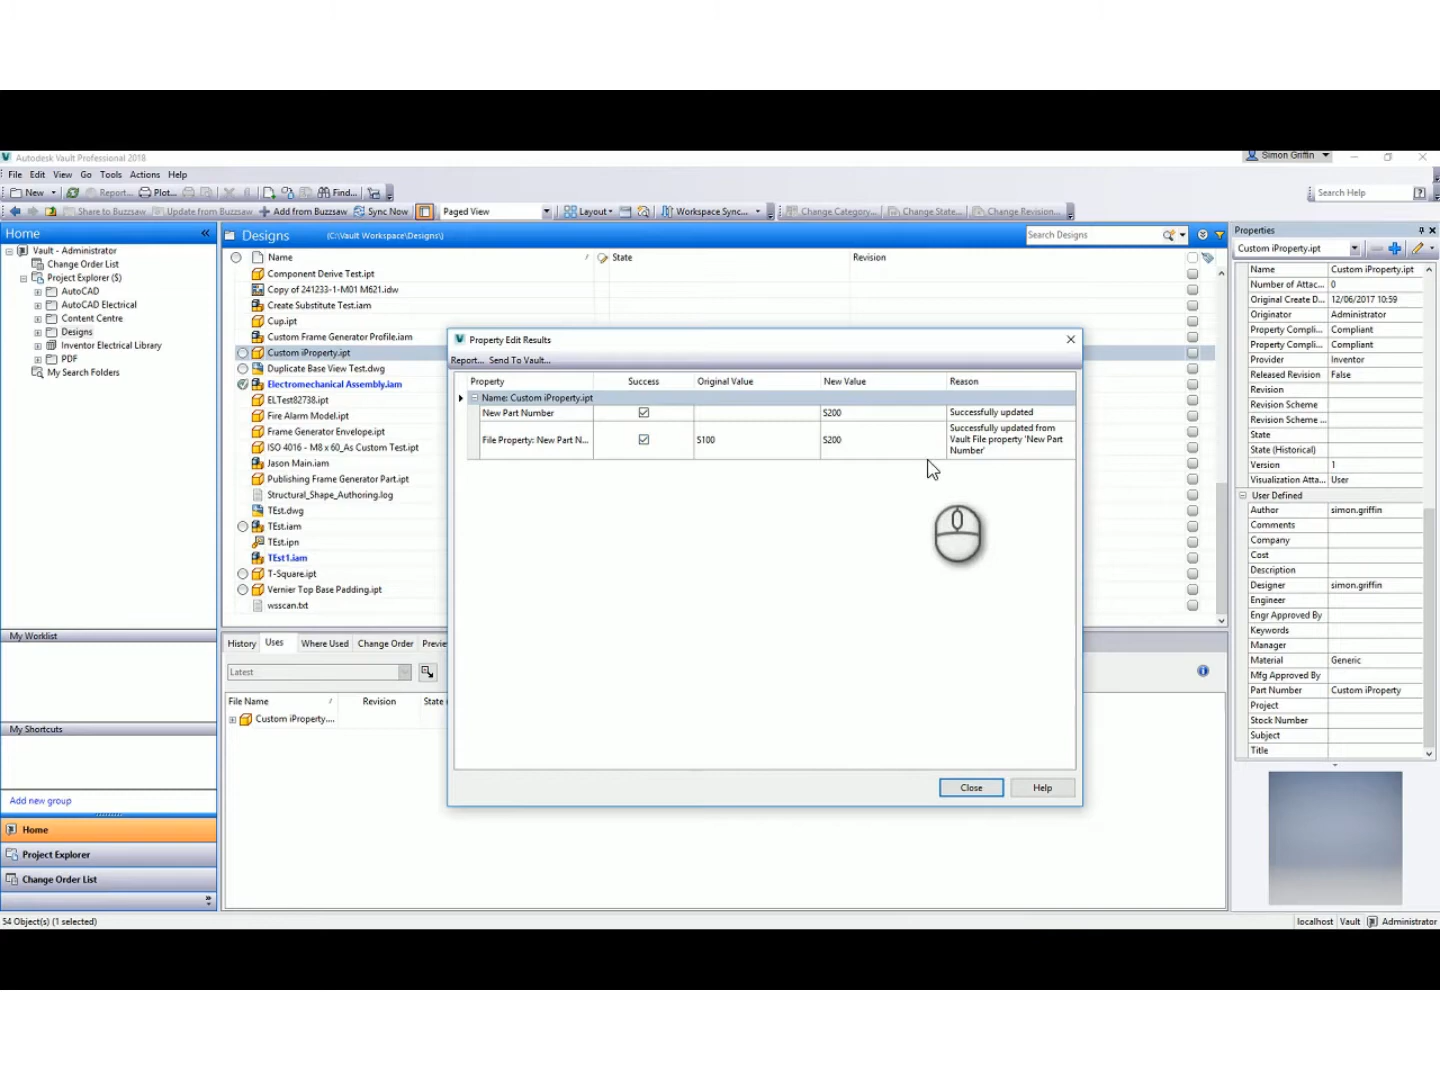 Autodesk Vault Professional 2018
Simon Griffin
File Edit View Go Tools Actions Help
New Report... Plot... Find... Search Help
Share to Buzzsaw Update from Buzzsaw Add from Buzzsaw Sync Now Paged View Layout Workspace Sync... Change Category... Change State... Change Revision...
Home
Vault - Administrator
Change Order List
Project Explorer ($)
AutoCAD
AutoCAD Electrical
Content Centre
Designs
Inventor Electrical Library
PDF
My Search Folders
My Worklist
My Shortcuts
Add new group
Home
Project Explorer
Change Order List
Designs (C:\Vault Workspace\Designs\) Search Designs
Name State Revision
Component Derive Test.ipt
Copy of 241233-1-M01 M621.idw
Create Substitute Test.iam
Cup.ipt
Custom Frame Generator Profile.iam
Custom iProperty.ipt
Duplicate Base View Test.dwg
Electromechanical Assembly.iam
ELTest82738.ipt
Fire Alarm Model.ipt
Frame Generator Envelope.ipt
ISO 4016 - M8 x 60_As Custom Test.ipt
Jason Main.iam
Publishing Frame Generator Part.ipt
Structural_Shape_Authoring.log
TEst.dwg
TEst.iam
TEst.ipn
TEst1.iam
T-Square.ipt
Vernier Top Base Padding.ipt
wsscan.txt
History Uses Where Used Change Order
Latest
File Name Revision State
Custom iProperty....
Property Edit Results
Report... Send To Vault...
Property Success Original Value New Value Reason
Name: Custom iProperty.ipt
New Part Number S200 Successfully updated
File Property: New Part N... S100 S200 Successfully updated from
Vault File property 'New Part
Number'
Close Help
Properties
Custom iProperty.ipt
Name Custom iProperty.ipt
Number of Attac... 0
Original Create D... 12/06/2017 10:59
Originator Administrator
Property Compli... Compliant
Property Compli... Compliant
Provider Inventor
Released Revision False
Revision
Revision Scheme
Revision Scheme ...
State
State (Historical)
Version 1
Visualization Atta... User
User Defined
Author simon.griffin
Comments
Company
Cost
Description
Designer simon.griffin
Engineer
Engr Approved By
Keywords
Manager
Material Generic
Mfg Approved By
Part Number Custom iProperty
Project
Stock Number
Subject
Title
54 Object(s) (1 selected)
localhost Vault Administrator